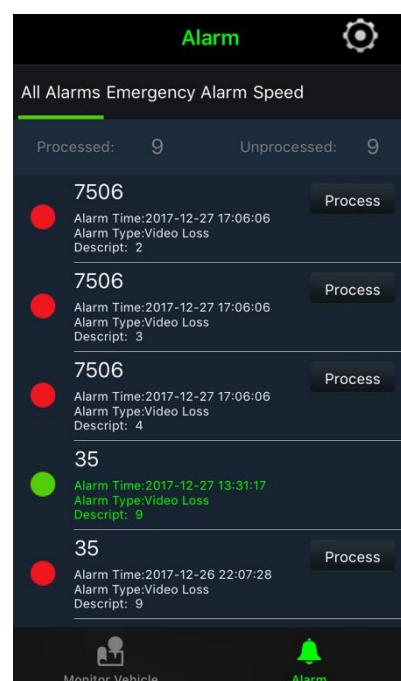 Alarm
All Alarms Emergency Alarm Speed
Processed: 9 Unprocessed: 9
7506
Process
Alarm Time:2017-12-27 17:06:06
Alarm Type:Video Loss
Descript: 2
7506
Process
Alarm Time:2017-12-27 17:06:06
Alarm Type:Video Loss
Descript: 3
7506
Process
Alarm Time:2017-12-27 17:06:06
Alarm Type:Video Loss
Descript: 4
35
Alarm Time:2017-12-27 13:31:17
Alarm Type:Video Loss
Descript: 9
35
Process
Alarm Time:2017-12-26 22:07:28
Alarm Type:Video Loss
Descript: 9
Monitor Vehicle Alarm